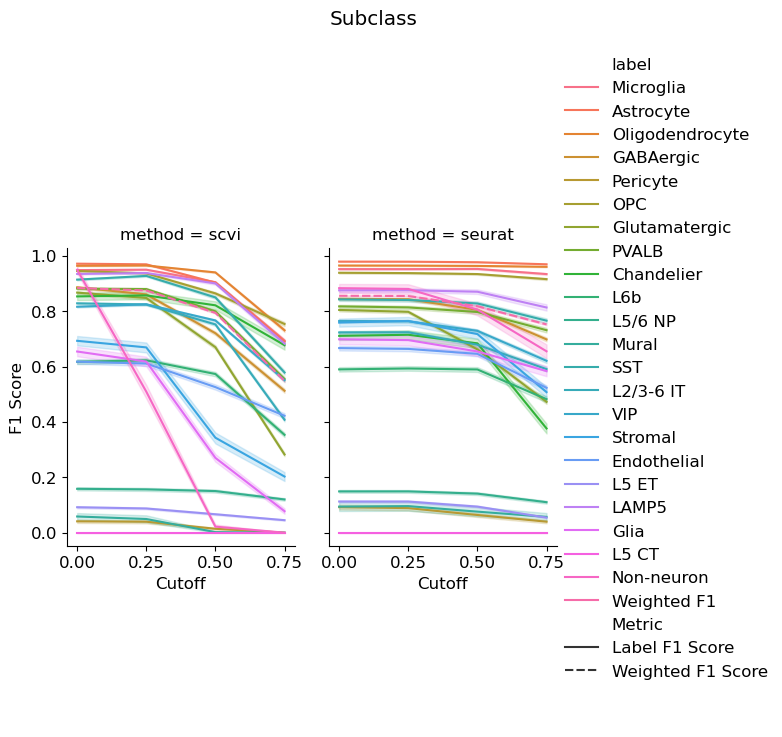 Subclass
method = scvi
method = seurat
F1 Score
1.0
0.8
0.6
0.4
0.2
0.0
0.00 0.25 0.50 0.75
0.00 0.25 0.50 0.75
Cutoff
Cutoff
label
Microglia
Astrocyte
Oligodendrocyte
GABAergic
Pericyte
OPC
Glutamatergic
PVALB
Chandelier
L6b
L5/6 NP
Mural
SST
L2/3-6 IT
VIP
Stromal
Endothelial
L5 ET
LAMP5
Glia
L5 CT
Non-neuron
Weighted F1
Metric
Label F1 Score
Weighted F1 Score